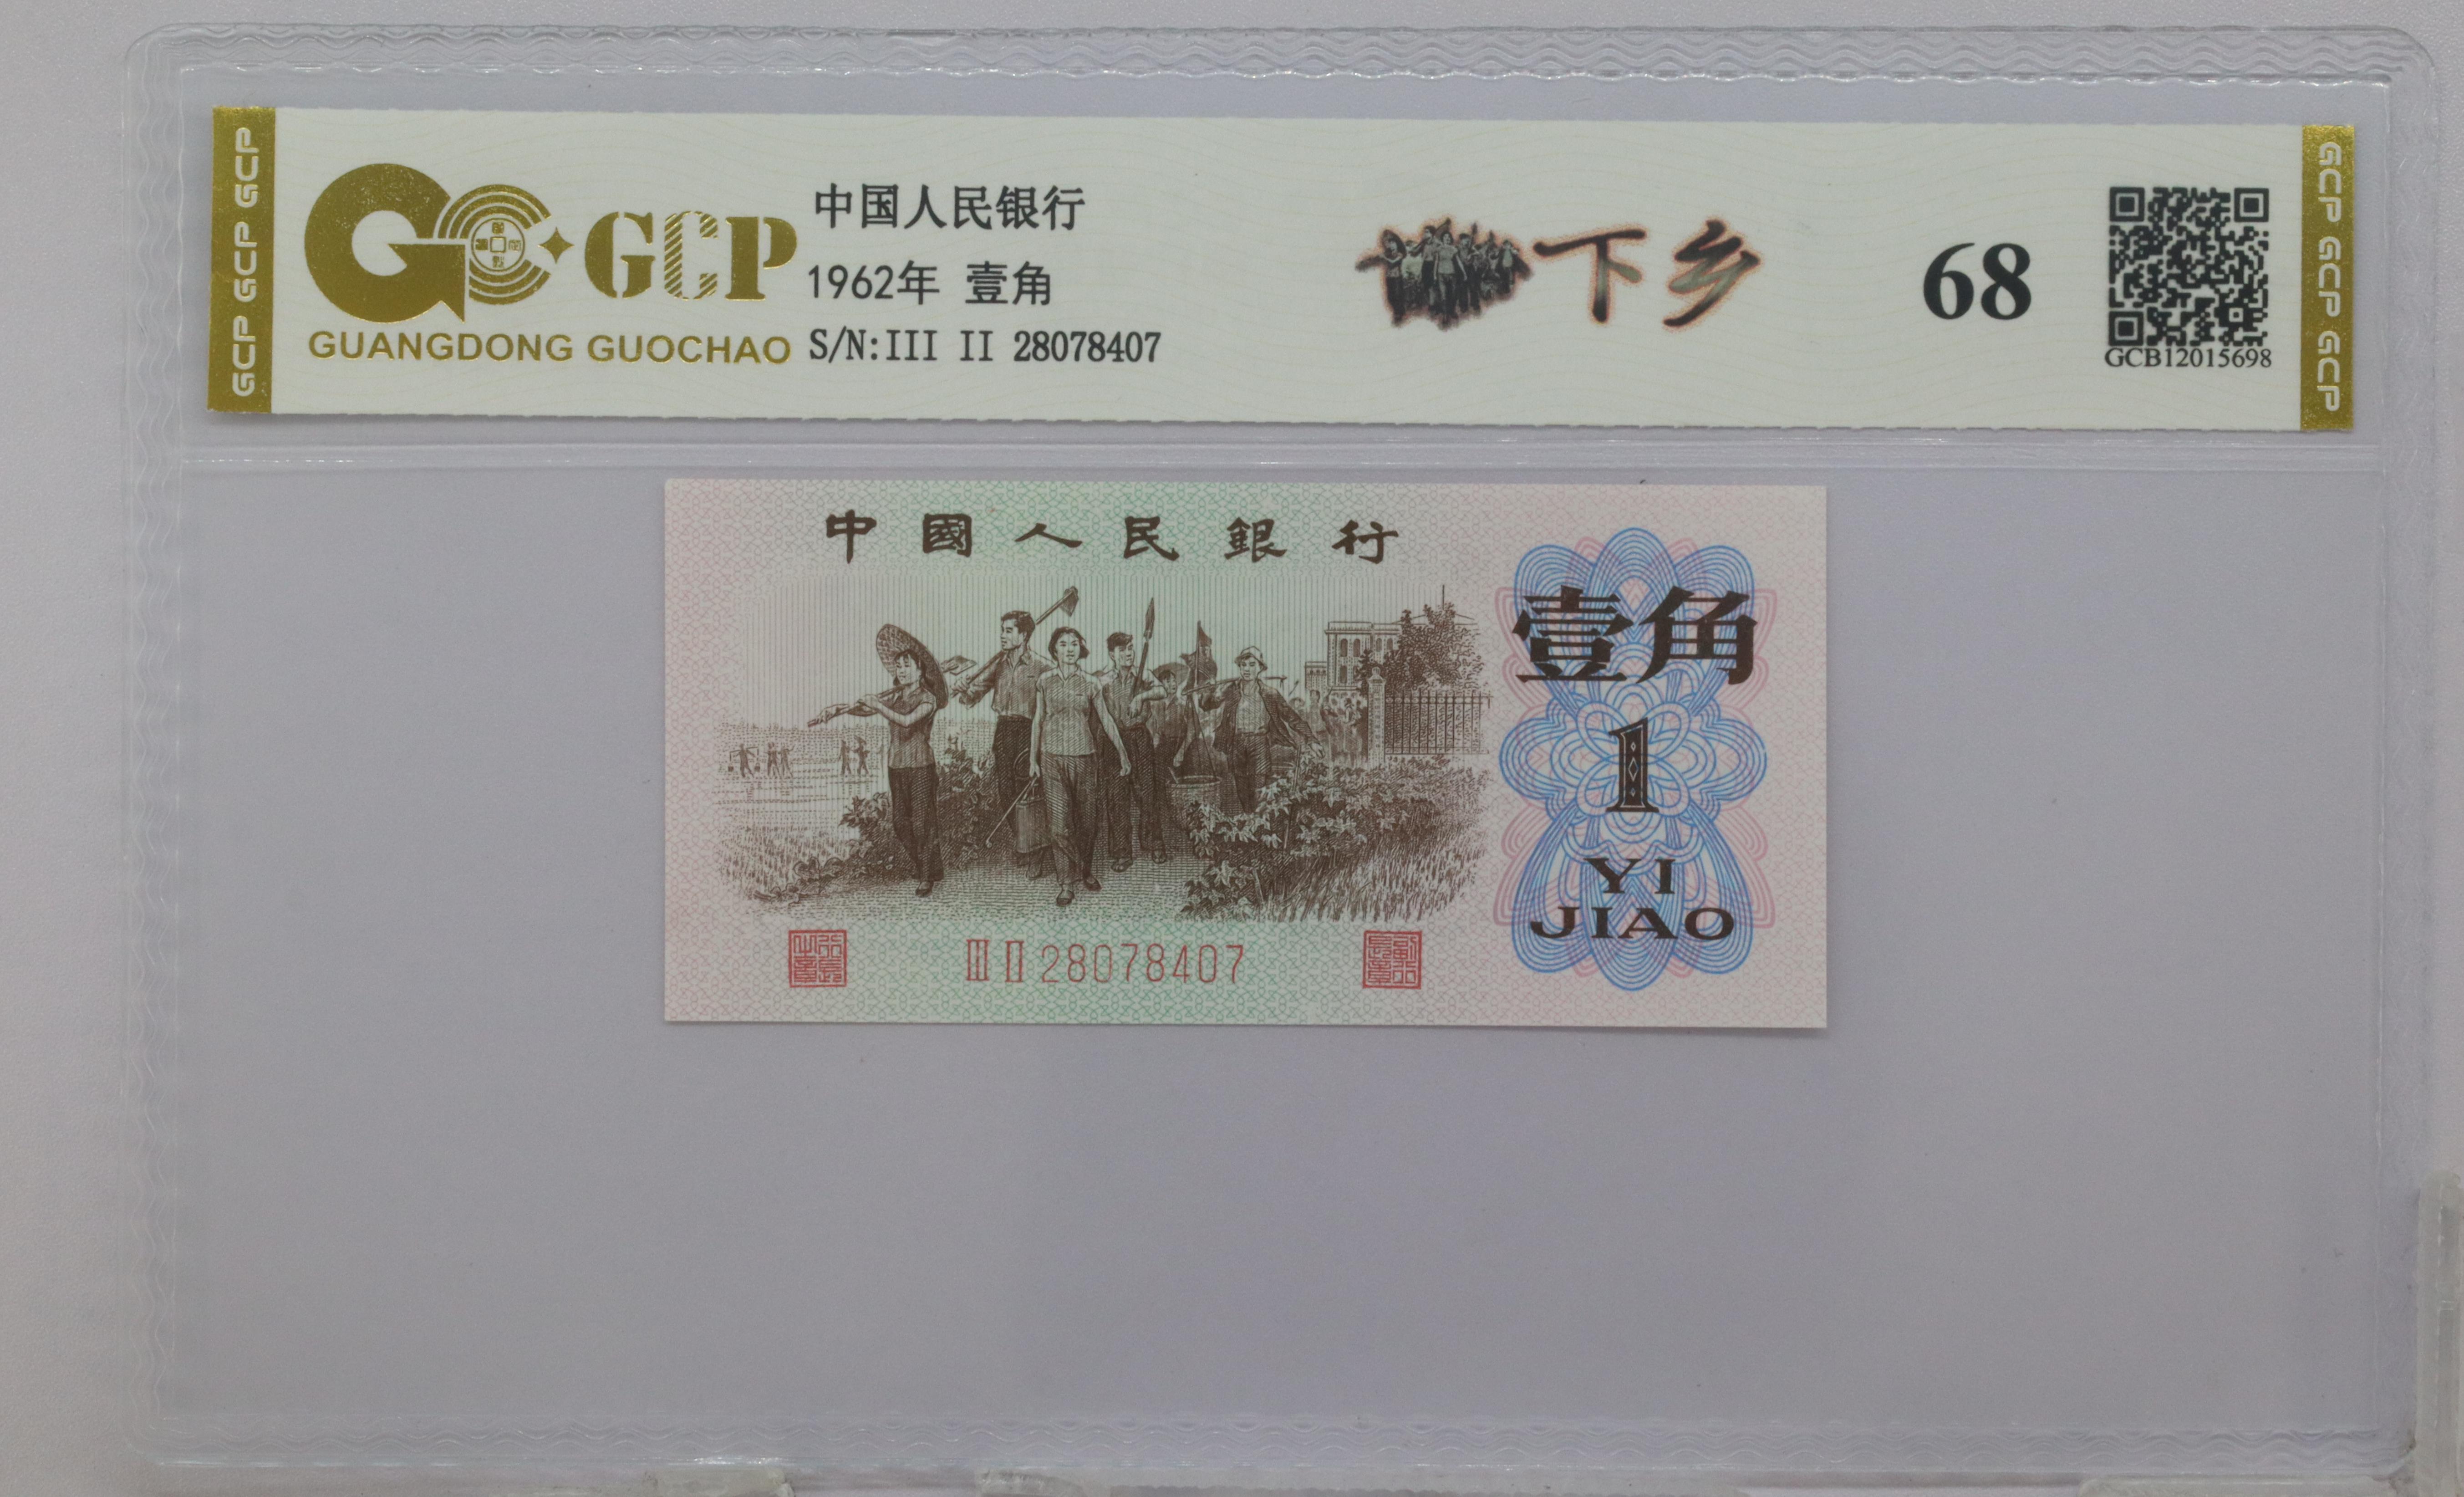 GCP GCP GCP
GCP
GUANGDONG GUOCHAO
中国人民银行
1962年 壹角
S/N:III II 28078407
下乡
68
GCB12015698
GCP GCP GCP
中國人民銀行
壹角
1
YI
JIAO
III II 28078407